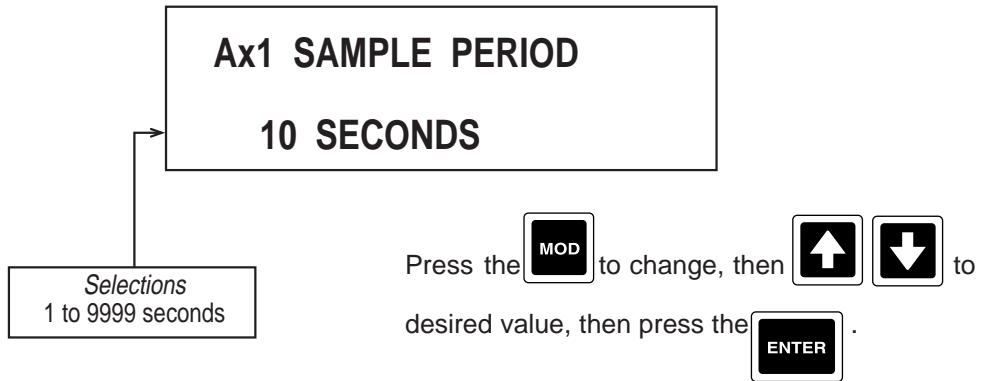 Ax1 SAMPLE PERIOD
10 SECONDS
Selections
1 to 9999 seconds
Press the MOD to change, then to
desired value, then press the ENTER .